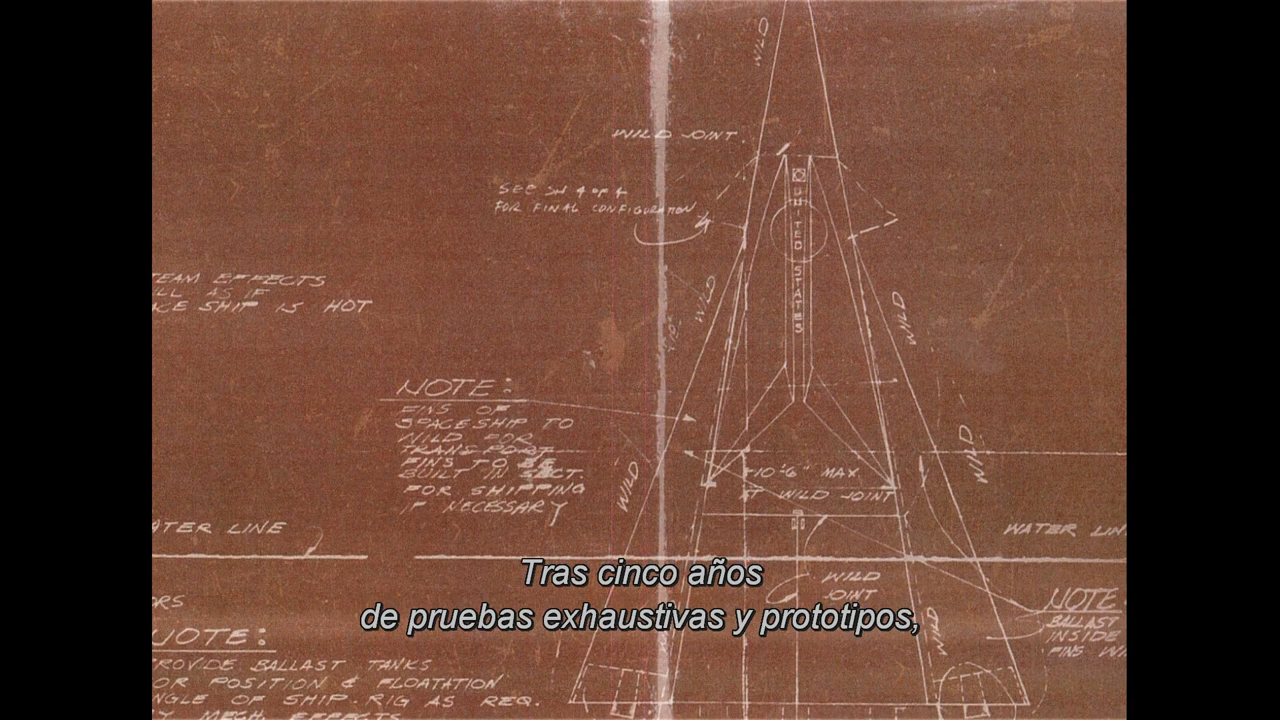 WILD
WILD JOINT
SEE SH 4 OF 4
FOR FINAL CONFIGURATION
UNITED STATES
TEAM EFFECTS
ILL AS IF
ACE SHIP IS HOT
WILD
WILD
NOTE:
FINS OF
SPACESHIP TO
WILD FOR
TRANSPORT
FINS TO BE
BUILT IN SECT.
FOR SHIPPING
IF NECESSARY
WILD
WILD
10'6" MAX.
AT WILD JOINT
ATER LINE
WATER LIN
Tras cinco años
de pruebas exhaustivas y prototipos,
WILD
JOINT
ORS
NOTE
BALLAST
INSIDE
FINS WI
WILD
NOTE:
ROVIDE BALLAST TANKS
OR POSITION & FLOATATION
NGLE OF SHIP. RIG AS REQ.
Y MECH. EFFECTS